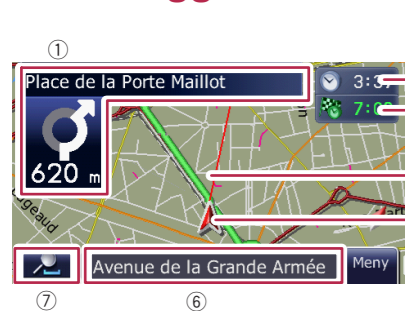 ①
Place de la Porte Maillot
620 m
Avenue de la Grande Armée
Meny
⑦
⑥